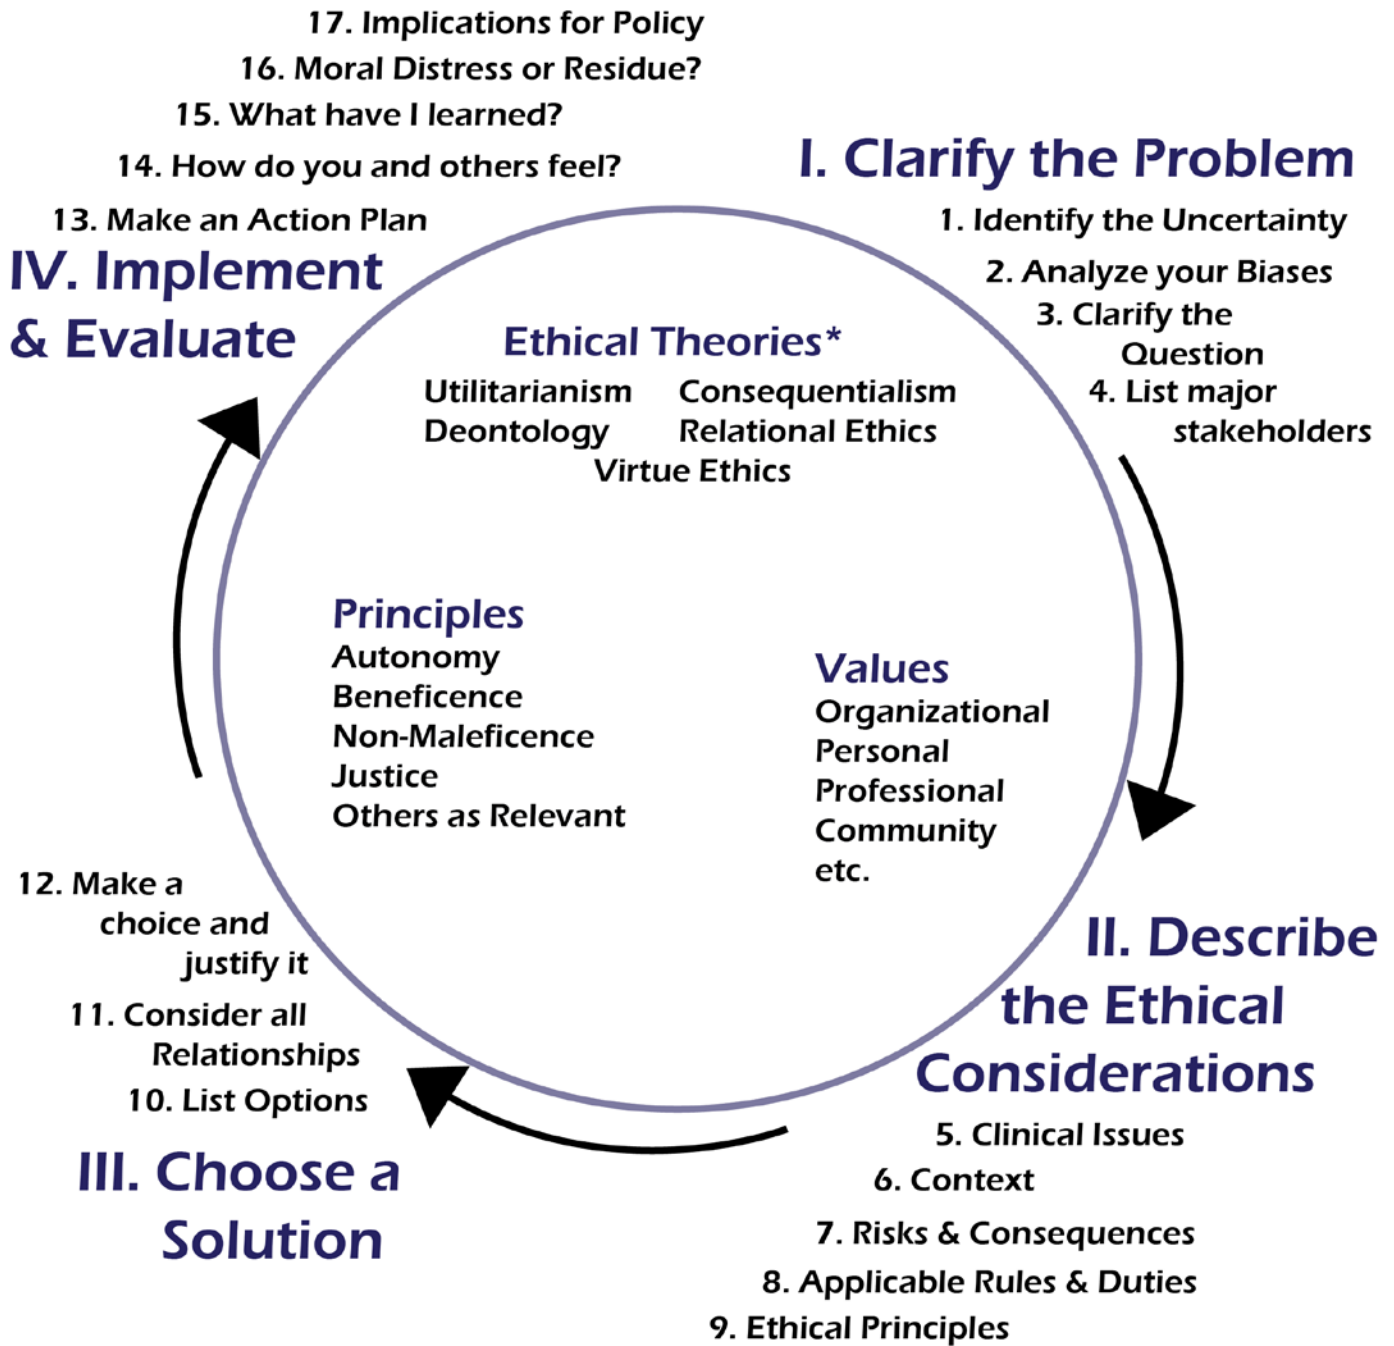 I. Clarify the Problem
1. Identify the Uncertainty
2. Analyze your Biases
3. Clarify the
Question
4. List major
stakeholders
II. Describe
the Ethical
Considerations
5. Clinical Issues
6. Context
7. Risks & Consequences
8. Applicable Rules & Duties
9. Ethical Principles
III. Choose a
Solution
10. List Options
11. Consider all
Relationships
12. Make a
choice and
justify it
IV. Implement
& Evaluate
13. Make an Action Plan
14. How do you and others feel?
15. What have I learned?
16. Moral Distress or Residue?
17. Implications for Policy
Ethical Theories*
Utilitarianism Consequentialism
Deontology Relational Ethics
Virtue Ethics
Principles
Autonomy
Beneficence
Non-Maleficence
Justice
Others as Relevant
Values
Organizational
Personal
Professional
Community
etc.